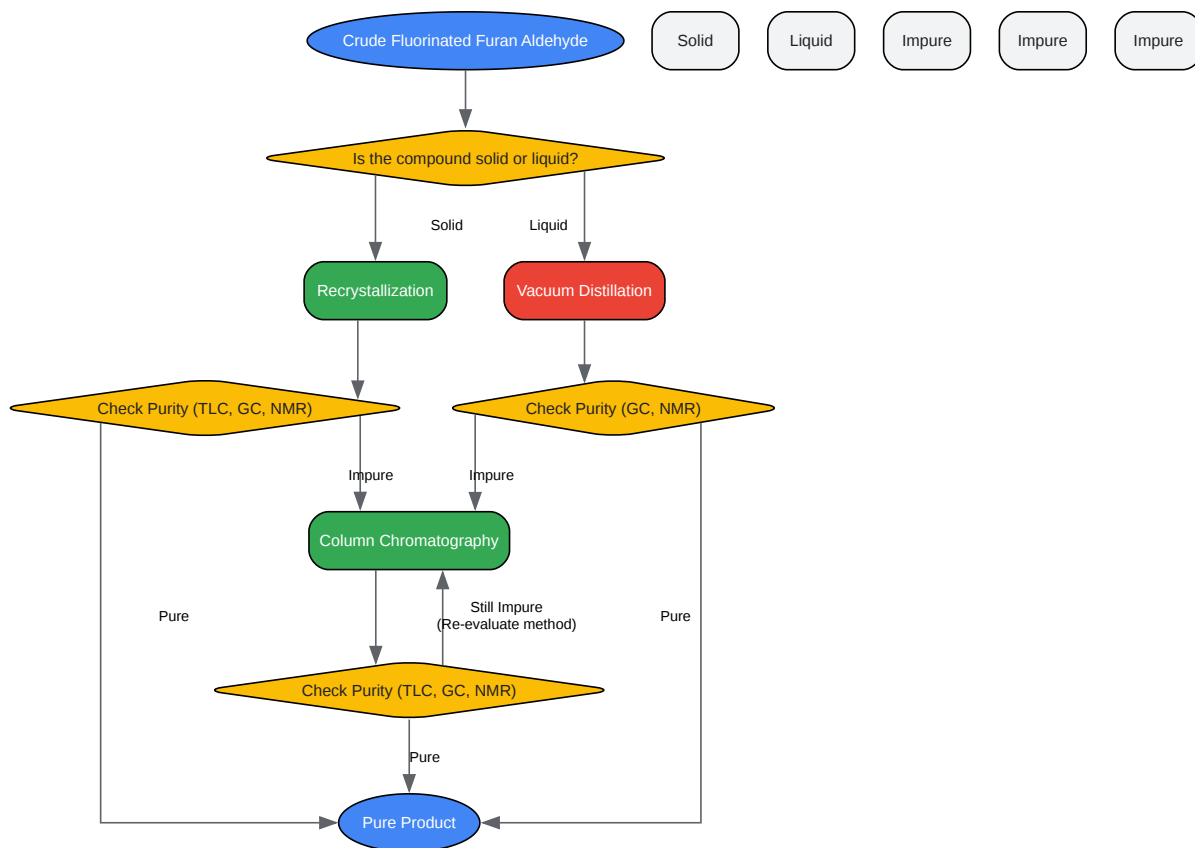 Crude Fluorinated Furan Aldehyde
Solid
Liquid
Impure
Impure
Impure
Is the compound solid or liquid?
Solid
Liquid
Recrystallization
Vacuum Distillation
Check Purity (TLC, GC, NMR)
Check Purity (GC, NMR)
Impure
Impure
Column Chromatography
Pure
Still Impure
(Re-evaluate method)
Pure
Check Purity (TLC, GC, NMR)
Pure
Pure Product